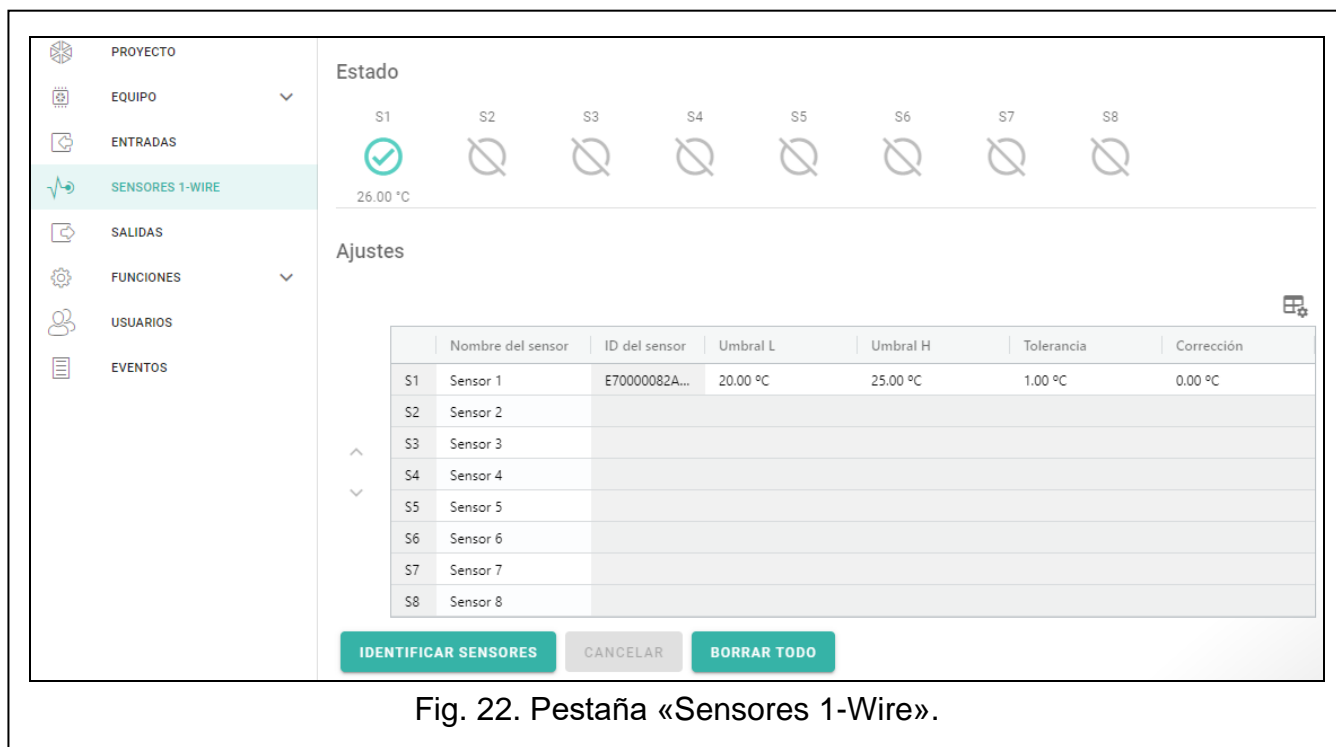 PROYECTO
EQUIPO
ENTRADAS
SENSORES 1-WIRE
SALIDAS
FUNCIONES
USUARIOS
EVENTOS
Estado
S1 S2 S3 S4 S5 S6 S7 S8
26.00 °C
Ajustes
Nombre del sensor ID del sensor Umbral L Umbral H Tolerancia Corrección
S1 Sensor 1 E70000082A... 20.00 ºC 25.00 ºC 1.00 ºC 0.00 ºC
S2 Sensor 2
S3 Sensor 3
S4 Sensor 4
S5 Sensor 5
S6 Sensor 6
S7 Sensor 7
S8 Sensor 8
IDENTIFICAR SENSORES CANCELAR BORRAR TODO
Fig. 22. Pestaña «Sensores 1-Wire».